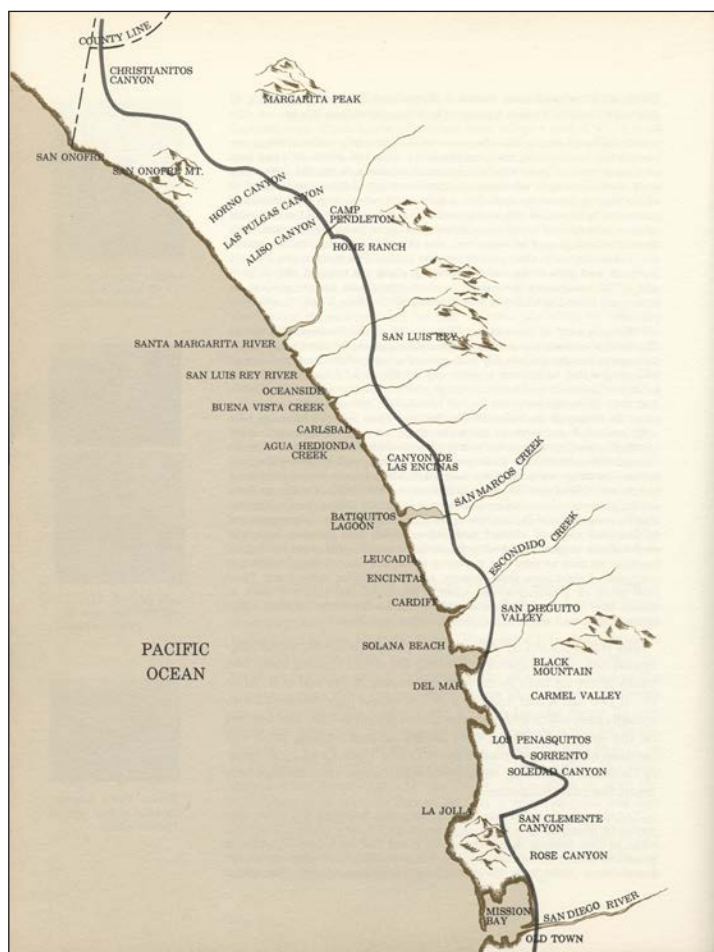 COUNTY LINE
CHRISTIANITOS
CANYON
MARGARITA PEAK
SAN ONOFRE
SAN ONOFRE MT.
HORNO CANYON
LAS PULGAS CANYON
ALISO CANYON
CAMP
PENDLETON
HOME RANCH
SANTA MARGARITA RIVER
SAN LUIS REY
SAN LUIS REY RIVER
OCEANSIDE
BUENA VISTA CREEK
CARLSBAD
AGUA HEDIONDA
CREEK
CANYON DE
LAS ENCINAS
SAN MARCOS CREEK
BATIQUITOS
LAGOON
ESCONDIDO CREEK
LEUCADIA
ENCINITAS
CARDIFF
SAN DIEGUITO
VALLEY
SOLANA BEACH
PACIFIC
OCEAN
BLACK
MOUNTAIN
DEL MAR
CARMEL VALLEY
LOS PENASQUITOS
SORRENTO
SOLEDAD CANYON
LA JOLLA
SAN CLEMENTE
CANYON
ROSE CANYON
MISSION
BAY
SAN DIEGO RIVER
OLD TOWN